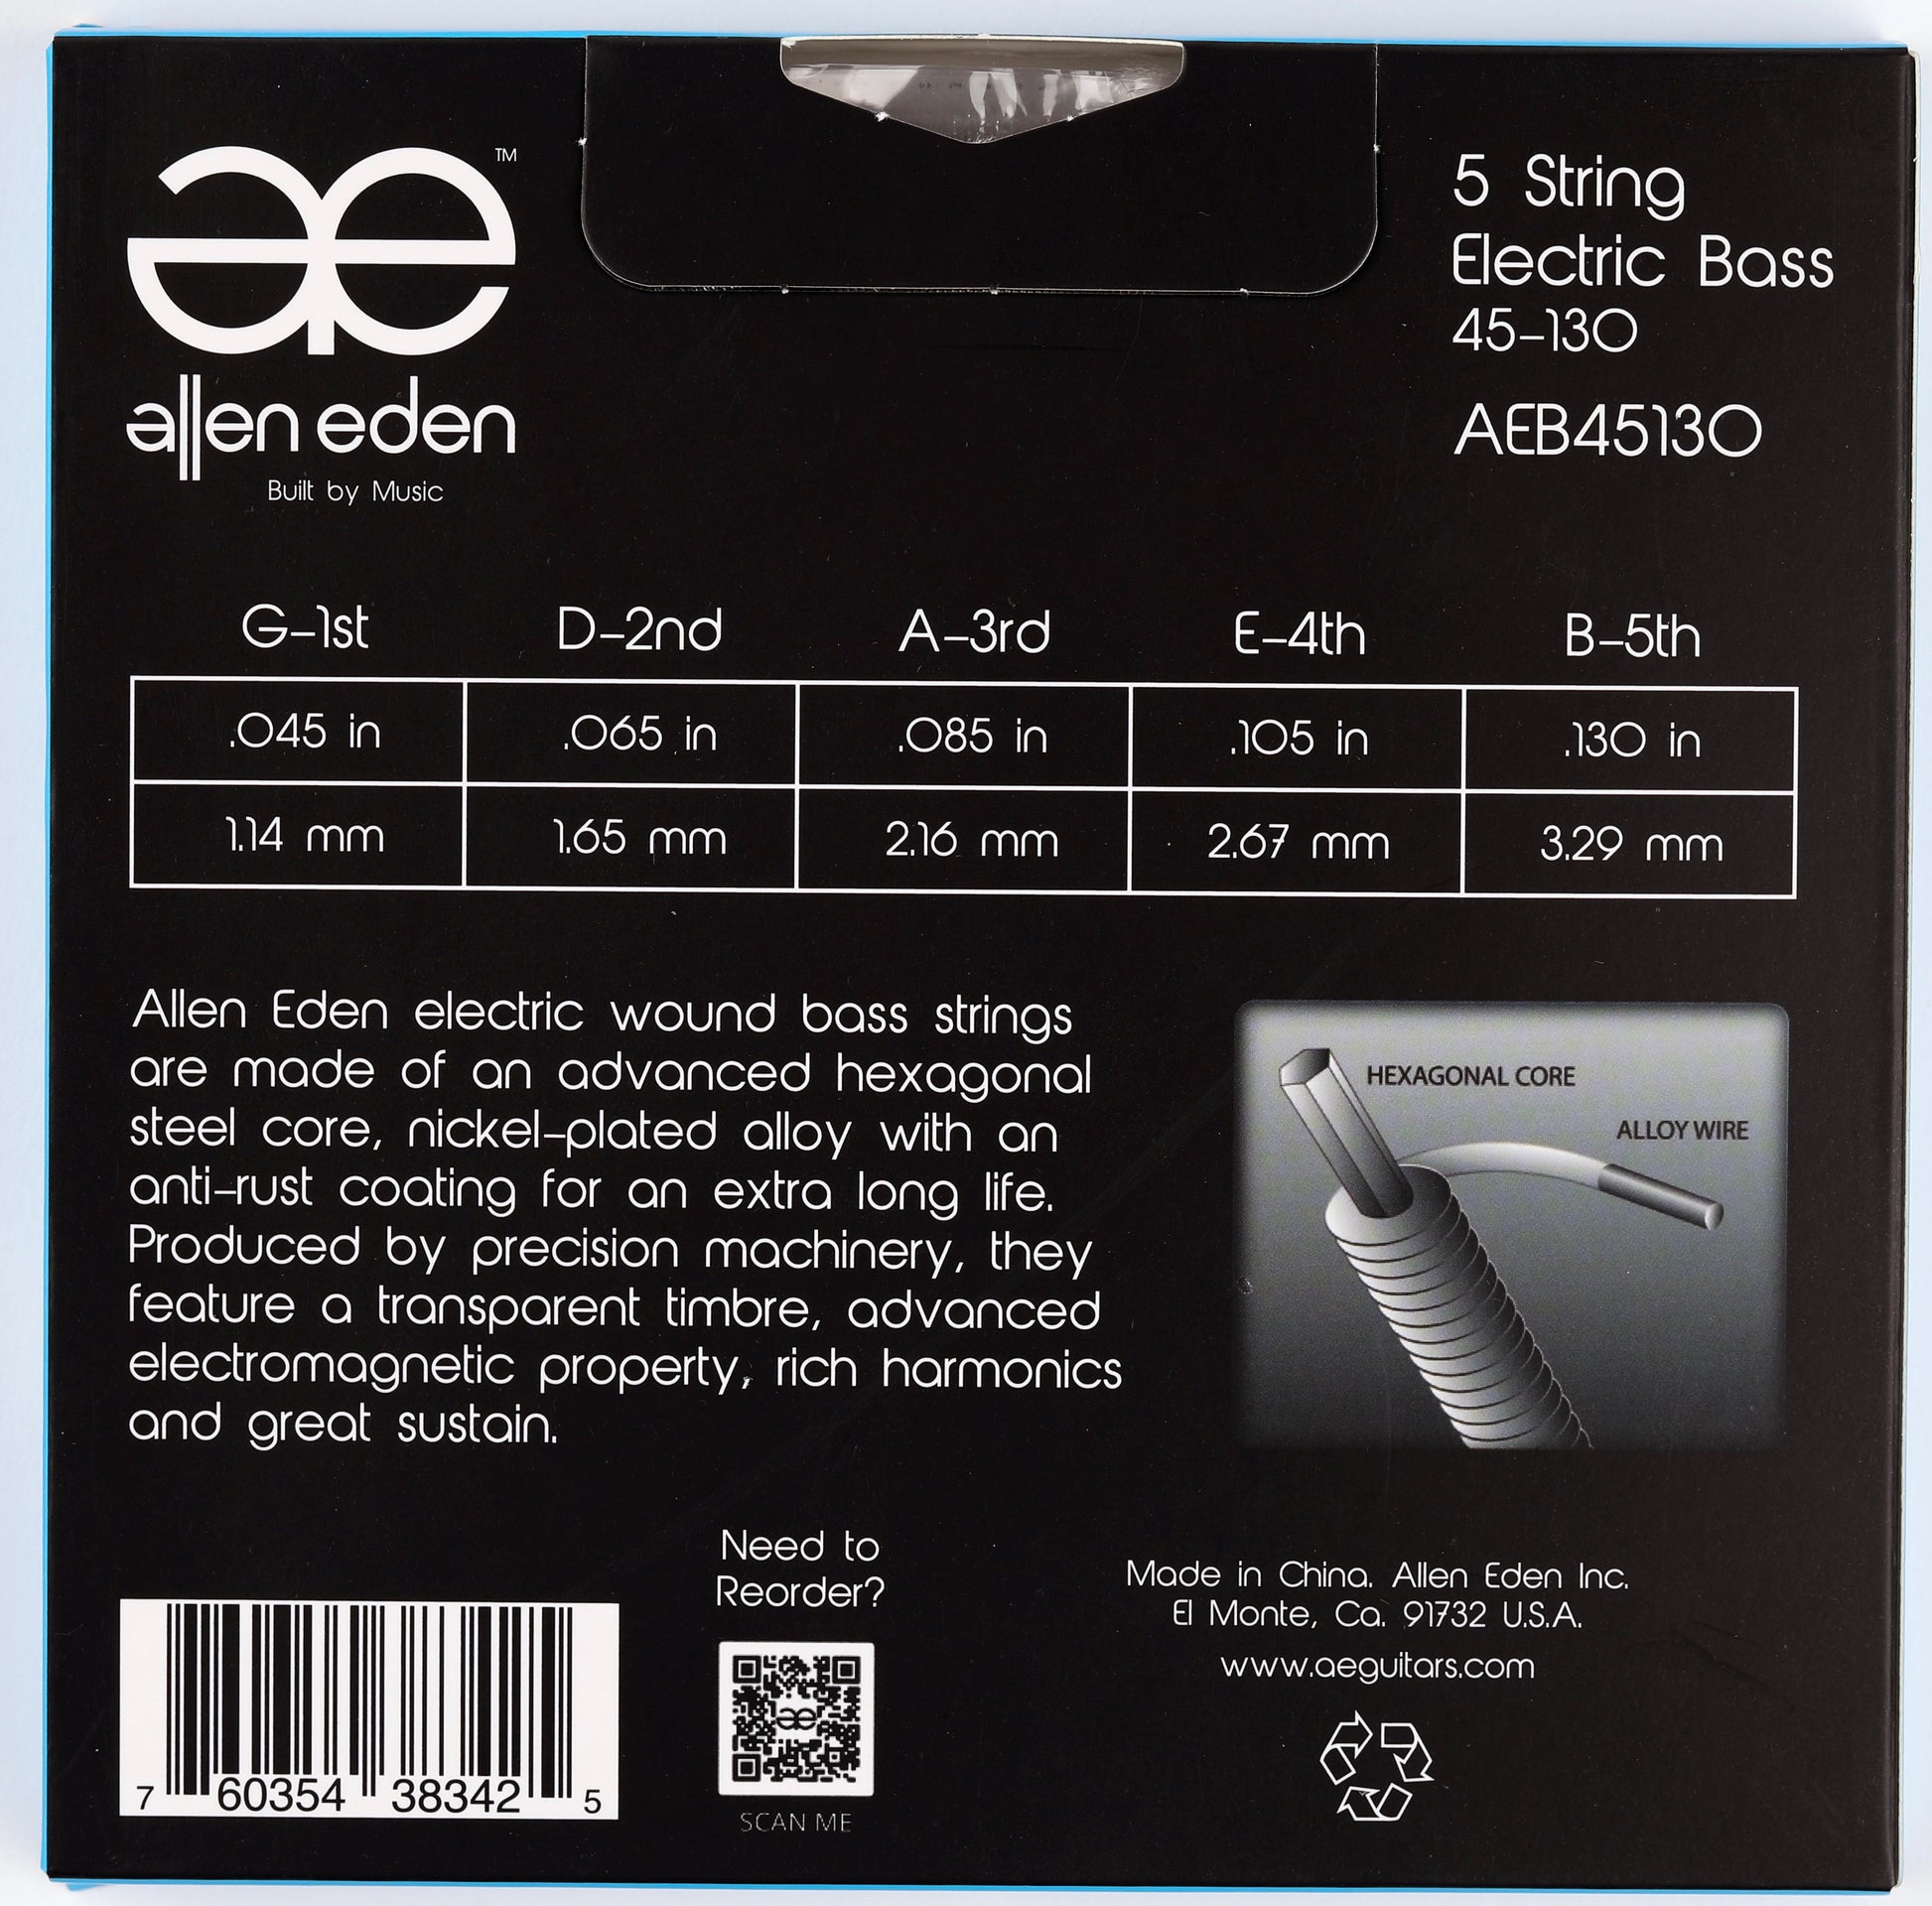 ae™
allen eden
Built by Music
5 String
Electric Bass
45-130
AEB45130
G-1st D-2nd A-3rd E-4th B-5th
.045 in .065 in .085 in .105 in .130 in
1.14 mm 1.65 mm 2.16 mm 2.67 mm 3.29 mm
Allen Eden electric wound bass strings
are made of an advanced hexagonal
steel core, nickel-plated alloy with an
anti-rust coating for an extra long life.
Produced by precision machinery, they
feature a transparent timbre, advanced
electromagnetic property, rich harmonics
and great sustain.
HEXAGONAL CORE
ALLOY WIRE
7 60354 38342 5
Need to
Reorder?
ae
SCAN ME
Made in China. Allen Eden Inc.
El Monte, Ca. 91732 U.S.A.
www.aeguitars.com